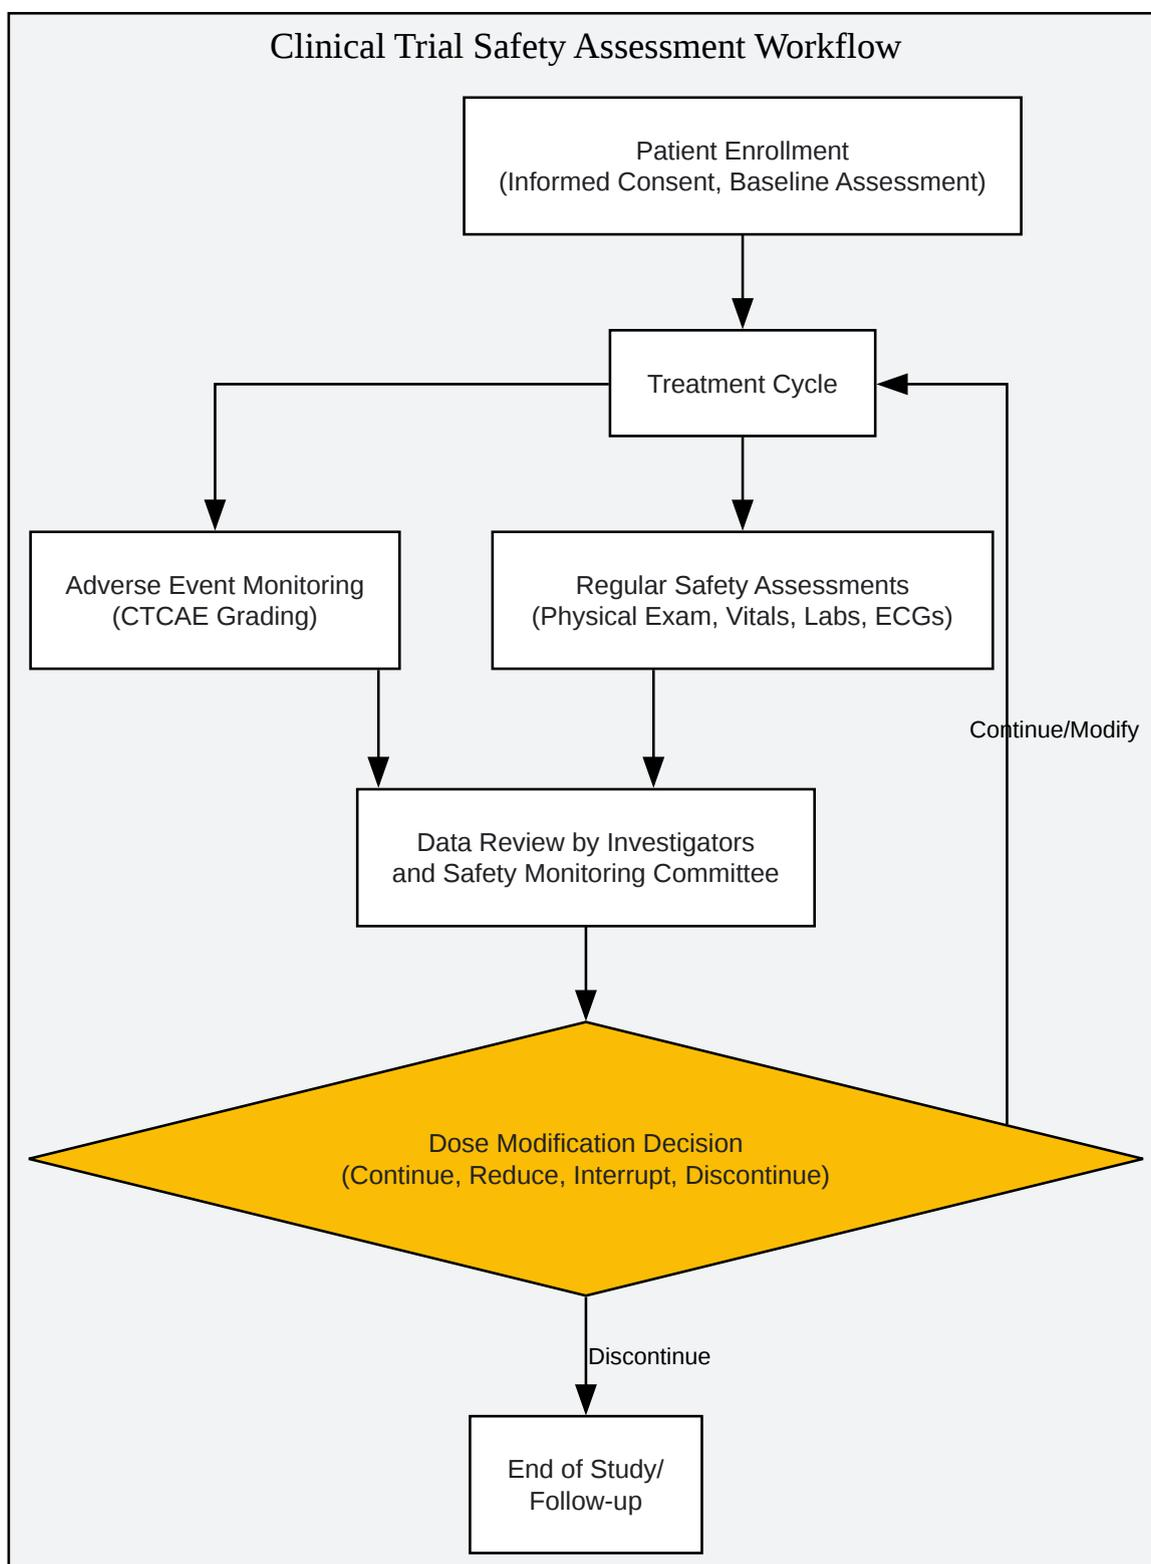 Clinical Trial Safety Assessment Workflow
Patient Enrollment
(Informed Consent, Baseline Assessment)
Treatment Cycle
Adverse Event Monitoring
(CTCAE Grading)
Regular Safety Assessments
(Physical Exam, Vitals, Labs, ECGs)
Continue/Modify
Data Review by Investigators
and Safety Monitoring Committee
Dose Modification Decision
(Continue, Reduce, Interrupt, Discontinue)
Discontinue
End of Study/
Follow-up